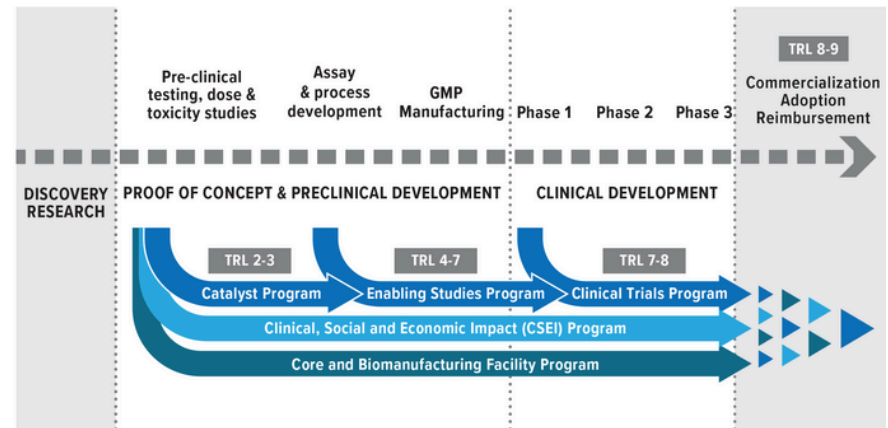 TRL 8-9
Commercialization
Adoption
Reimbursement
Pre-clinical
testing, dose &
toxicity studies
Assay
& process
development
GMP
Manufacturing
Phase 1
Phase 2
Phase 3
DISCOVERY
RESEARCH
PROOF OF CONCEPT & PRECLINICAL DEVELOPMENT
CLINICAL DEVELOPMENT
TRL 2-3
TRL 4-7
TRL 7-8
Catalyst Program
Enabling Studies Program
Clinical Trials Program
Clinical, Social and Economic Impact (CSEI) Program
Core and Biomanufacturing Facility Program